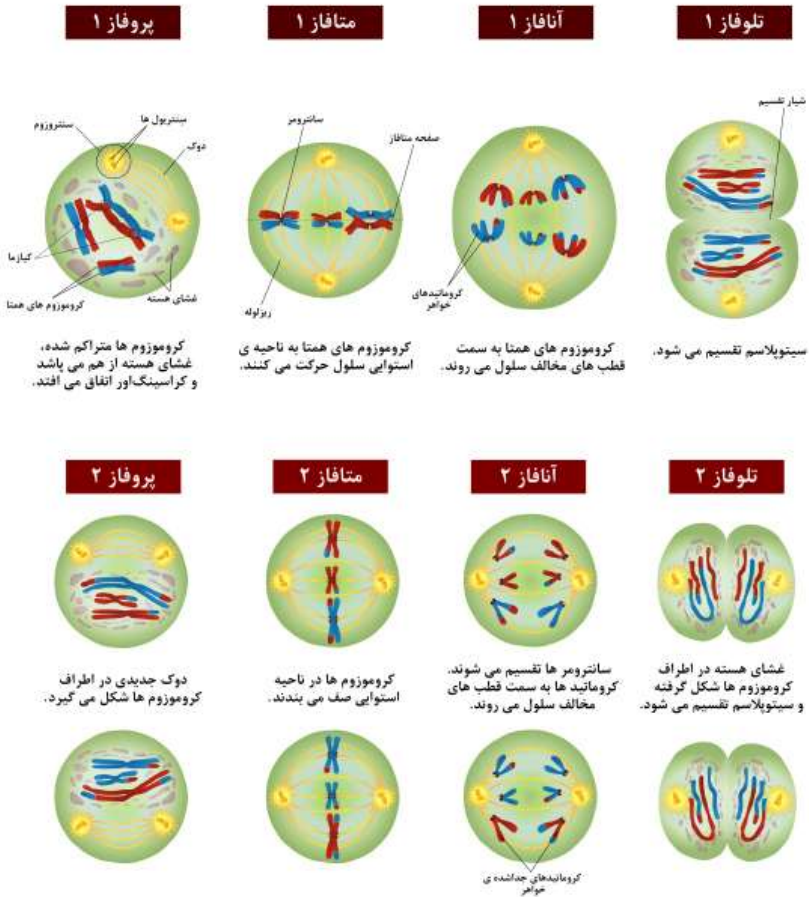 پروفاز ۱
متافاز ۱
آنافاز ۱
تلوفاز ۱
سنتروزوم
سنتریول ها
دوک
کیازما
غشای هسته
کروموزوم های همتا
سانترومر
صفحه متافاز
ریزلوله
کروماتیدهای
خواهر
شیار تقسیم
کروموزوم ها متراکم شده،
غشای هسته از هم می پاشد
و کراسینگ‌اور اتفاق می افتد.
کروموزوم های همتا به ناحیه ی
استوایی سلول حرکت می کنند.
کروموزوم های همتا به سمت
قطب های مخالف سلول می روند.
سیتوپلاسم تقسیم می شود.
پروفاز ۲
متافاز ۲
آنافاز ۲
تلوفاز ۲
دوک جدیدی در اطراف
کروموزوم ها شکل می گیرد.
کروموزوم ها در ناحیه
استوایی صف می بندند.
سانترومر ها تقسیم می شوند.
کروماتید ها به سمت قطب های
مخالف سلول می روند.
غشای هسته در اطراف
کروموزوم ها شکل گرفته
و سیتوپلاسم تقسیم می شود.
کروماتیدهای جداشده ی
خواهر